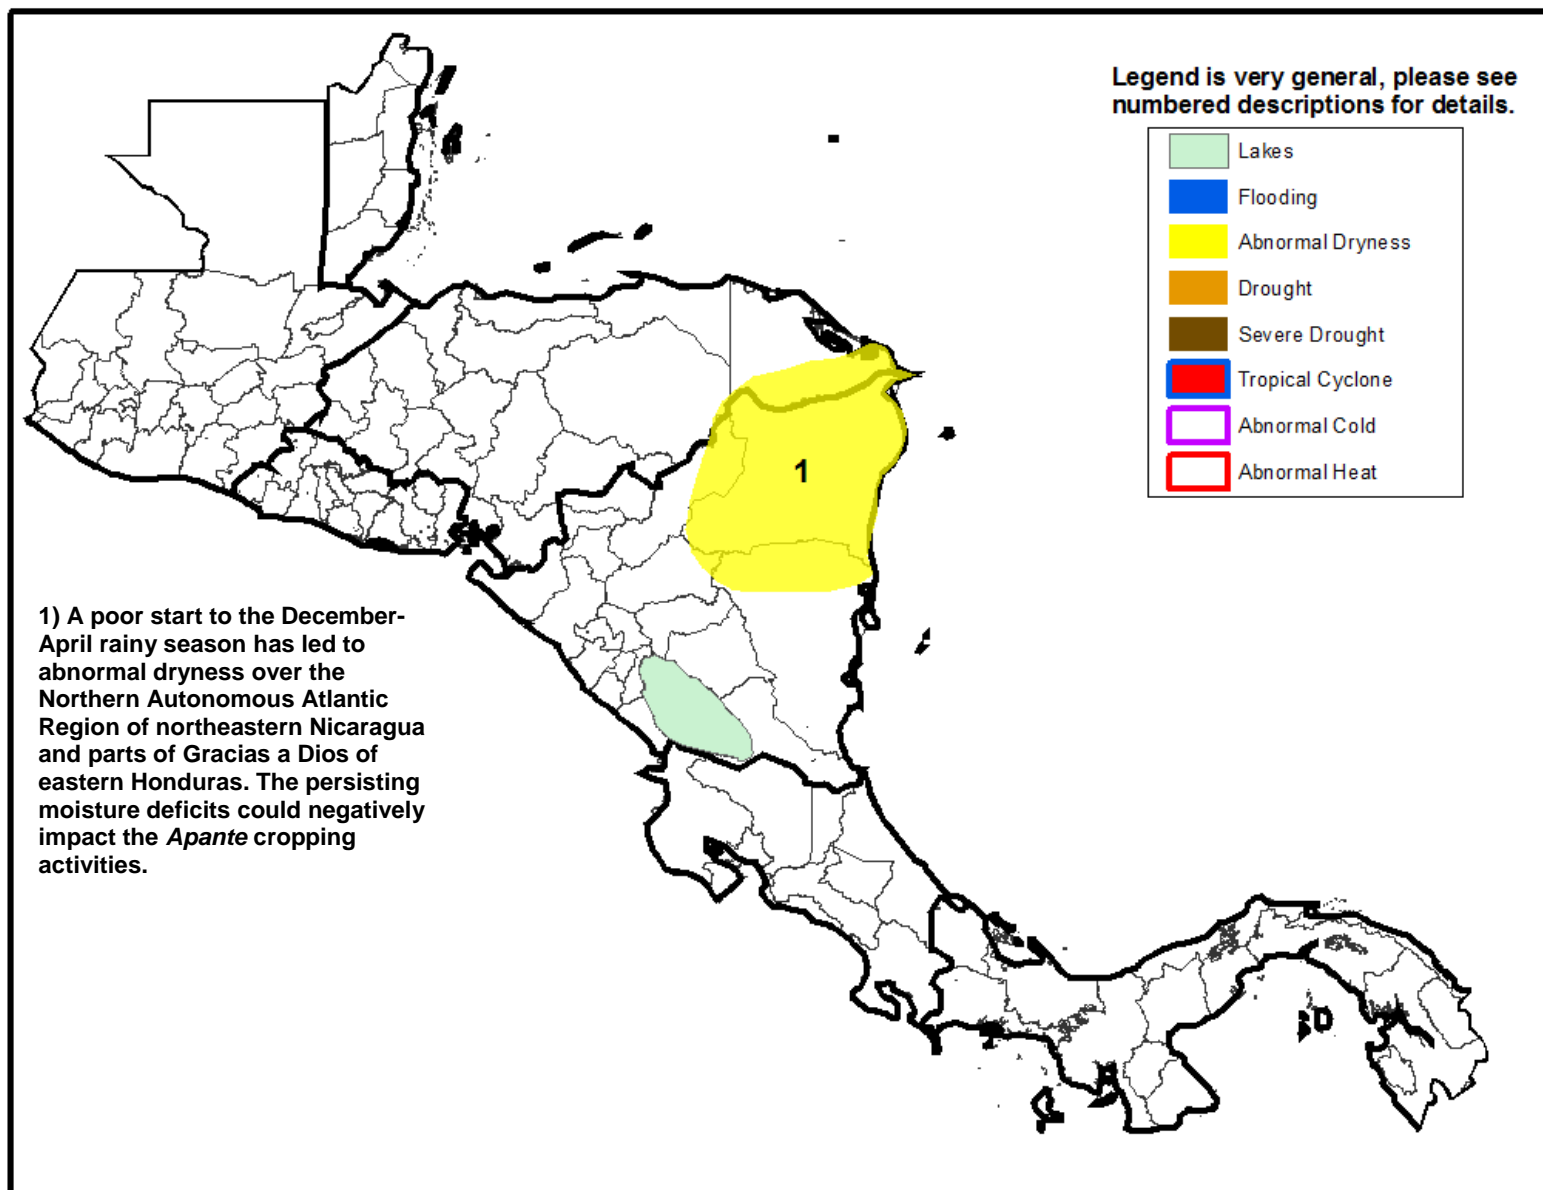 Legend is very general, please see
numbered descriptions for details.
Lakes
Flooding
Abnormal Dryness
Drought
Severe Drought
Tropical Cyclone
Abnormal Cold
Abnormal Heat
1
1) A poor start to the December-
April rainy season has led to
abnormal dryness over the
Northern Autonomous Atlantic
Region of northeastern Nicaragua
and parts of Gracias a Dios of
eastern Honduras. The persisting
moisture deficits could negatively
impact the Apante cropping
activities.